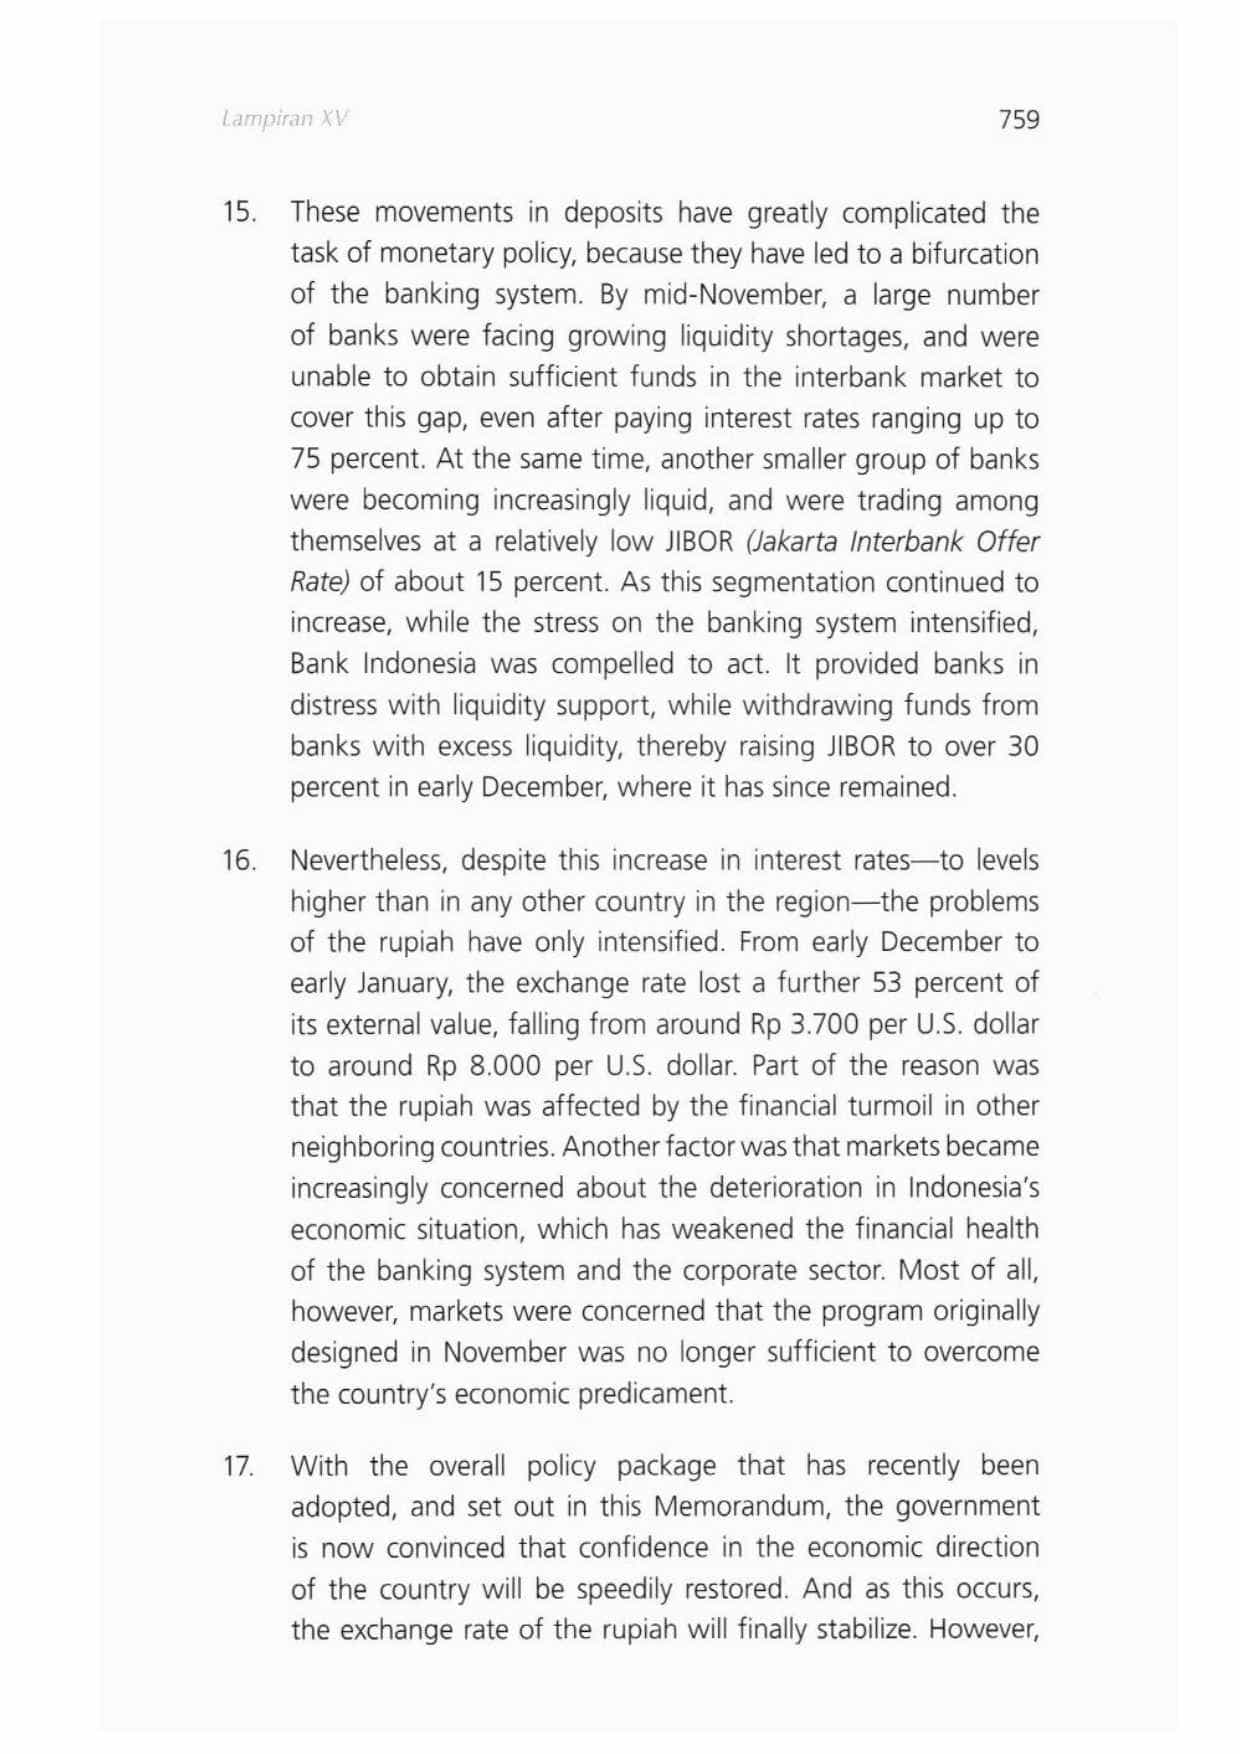 Lampiran XV 759
15. These movements in deposits have greatly complicated the
task of monetary policy, because they have led to a bifurcation
of the banking system. By mid-November, a large number
of banks were facing growing liquidity shortages, and were
unable to obtain sufficient funds in the interbank market to
cover this gap, even after paying interest rates ranging up to
75 percent. At the same time, another smaller group of banks
were becoming increasingly liquid, and were trading among
themselves at a relatively low JIBOR (Jakarta Interbank Offer
Rate) of about 15 percent. As this segmentation continued to
increase, while the stress on the banking system intensified,
Bank Indonesia was compelled to act. It provided banks in
distress with liquidity support, while withdrawing funds from
banks with excess liquidity, thereby raising JIBOR to over 30
percent in early December, where it has since remained.
16. Nevertheless, despite this increase in interest rates—to levels
higher than in any other country in the region—the problems
of the rupiah have only intensified. From early December to
early January, the exchange rate lost a further 53 percent of
its external value, falling from around Rp 3.700 per U.S. dollar
to around Rp 8.000 per U.S. dollar. Part of the reason was
that the rupiah was affected by the financial turmoil in other
neighboring countries. Another factor was that markets became
increasingly concerned about the deterioration in Indonesia's
economic situation, which has weakened the financial health
of the banking system and the corporate sector. Most of all,
however, markets were concerned that the program originally
designed in November was no longer sufficient to overcome
the country's economic predicament.
17. With the overall policy package that has recently been
adopted, and set out in this Memorandum, the government
is now convinced that confidence in the economic direction
of the country will be speedily restored. And as this occurs,
the exchange rate of the rupiah will finally stabilize. However,